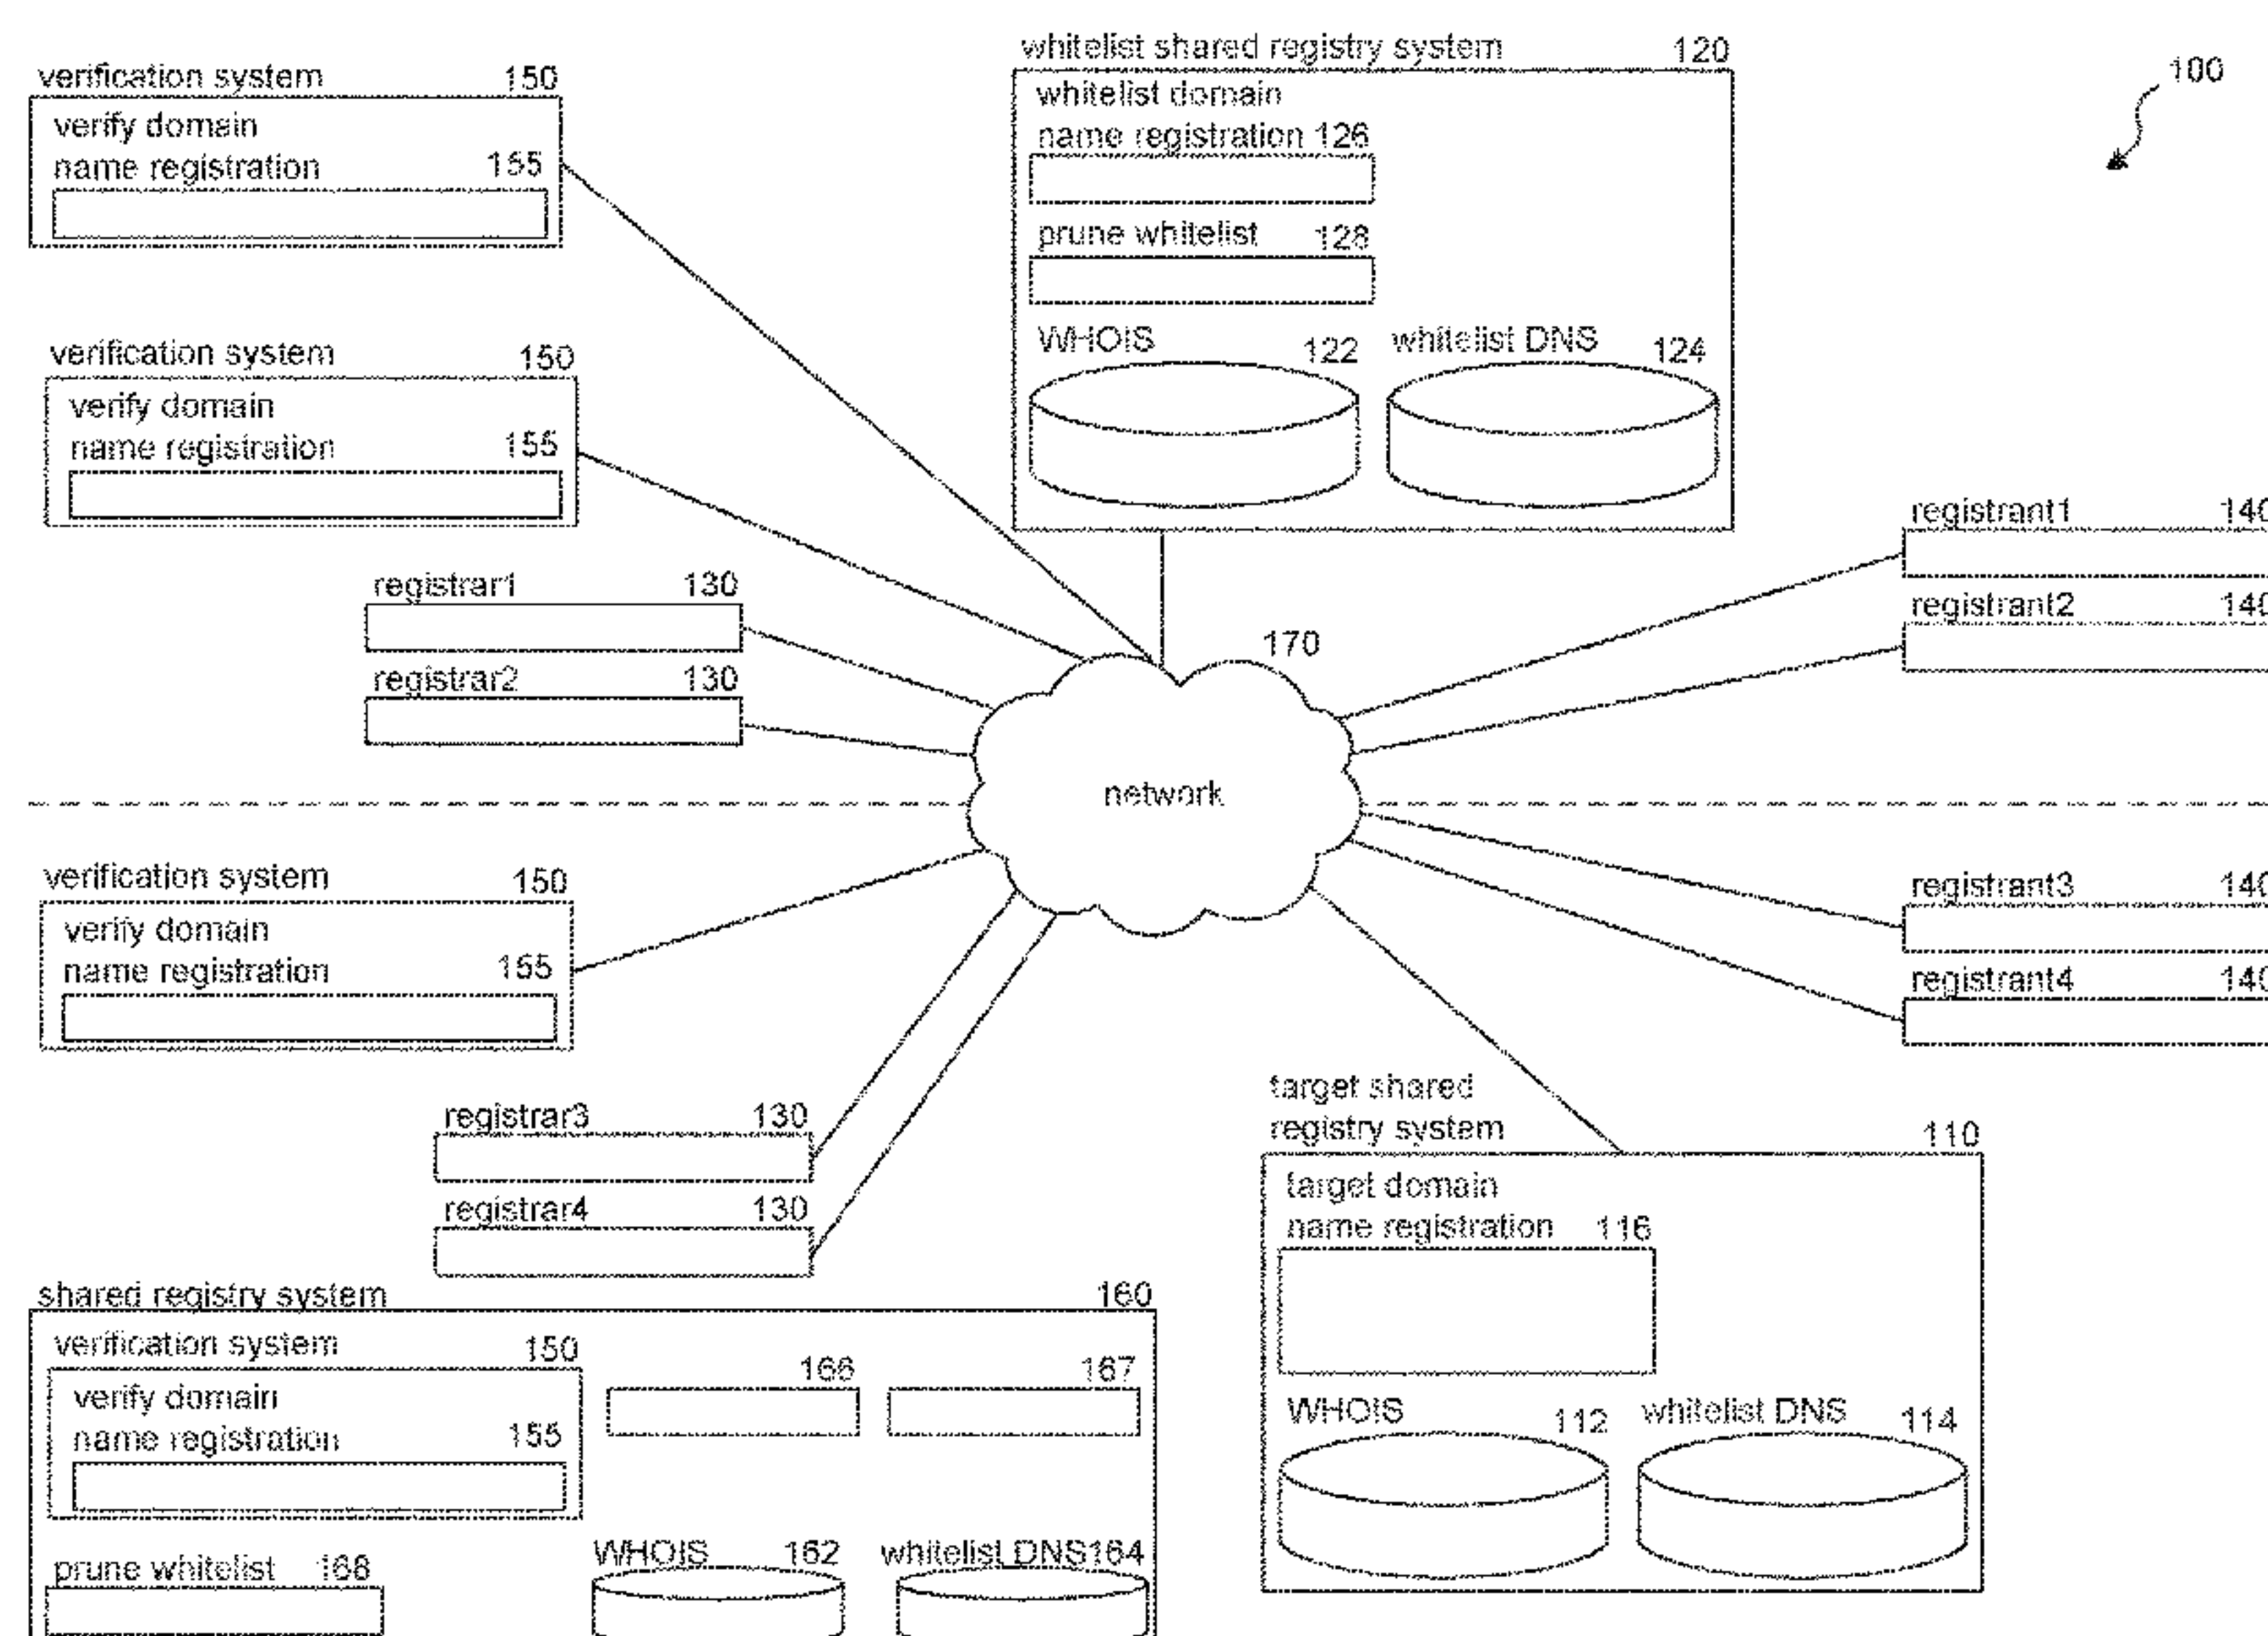 whitelist shared registry system 120
100
verification system 150
verify domain
name registration 155
whitelist domain
name registration 126
prune whitelist 128
WHOIS 122
whitelist DNS 124
verification system 150
verify domain
name registration 155
registrant1 140
registrant2 140
registrar1 130
registrar2 130
170
network
verification system 150
verify domain
name registration 155
registrant3 140
registrant4 140
registrar3 130
registrar4 130
target shared
registry system 110
target domain
name registration 116
WHOIS 112
whitelist DNS 114
shared registry system 160
verification system 150
verify domain
name registration 155
166
167
prune whitelist 168
WHOIS 162
whitelist DNS164